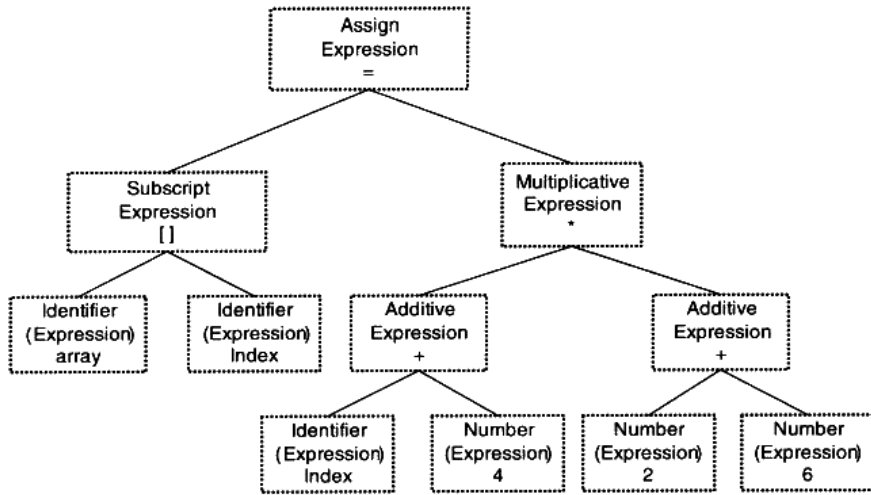 Assign
Expression
=
Subscript
Expression
[ ]
Multiplicative
Expression
*
Identifier
(Expression)
array
Identifier
(Expression)
Index
Additive
Expression
+
Additive
Expression
+
Identifier
(Expression)
Index
Number
(Expression)
4
Number
(Expression)
2
Number
(Expression)
6